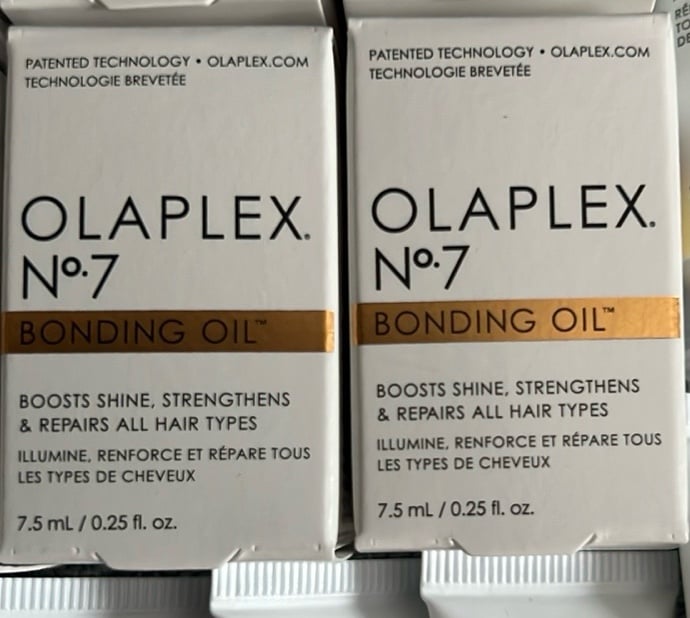 PATENTED TECHNOLOGY • OLAPLEX.COM
TECHNOLOGIE BREVETÉE
OLAPLEX.
Nº.7
BONDING OIL™
BOOSTS SHINE, STRENGTHENS
& REPAIRS ALL HAIR TYPES
ILLUMINE, RENFORCE ET RÉPARE TOUS
LES TYPES DE CHEVEUX
7.5 mL / 0.25 fl. oz.
PATENTED TECHNOLOGY • OLAPLEX.COM
TECHNOLOGIE BREVETÉE
OLAPLEX.
Nº.7
BONDING OIL™
BOOSTS SHINE, STRENGTHENS
& REPAIRS ALL HAIR TYPES
ILLUMINE, RENFORCE ET RÉPARE TOUS
LES TYPES DE CHEVEUX
7.5 mL / 0.25 fl. oz.